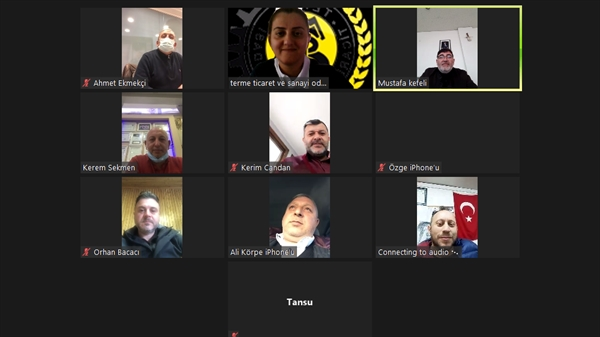 Ahmet Ekmekçi
terme ticaret ve sanayi od...
Mustafa kefeli
Kerem Sekmen
Kerim Candan
Özge iPhone'u
Orhan Bacacı
Ali Körpe iPhone'u
Connecting to audio
Tansu